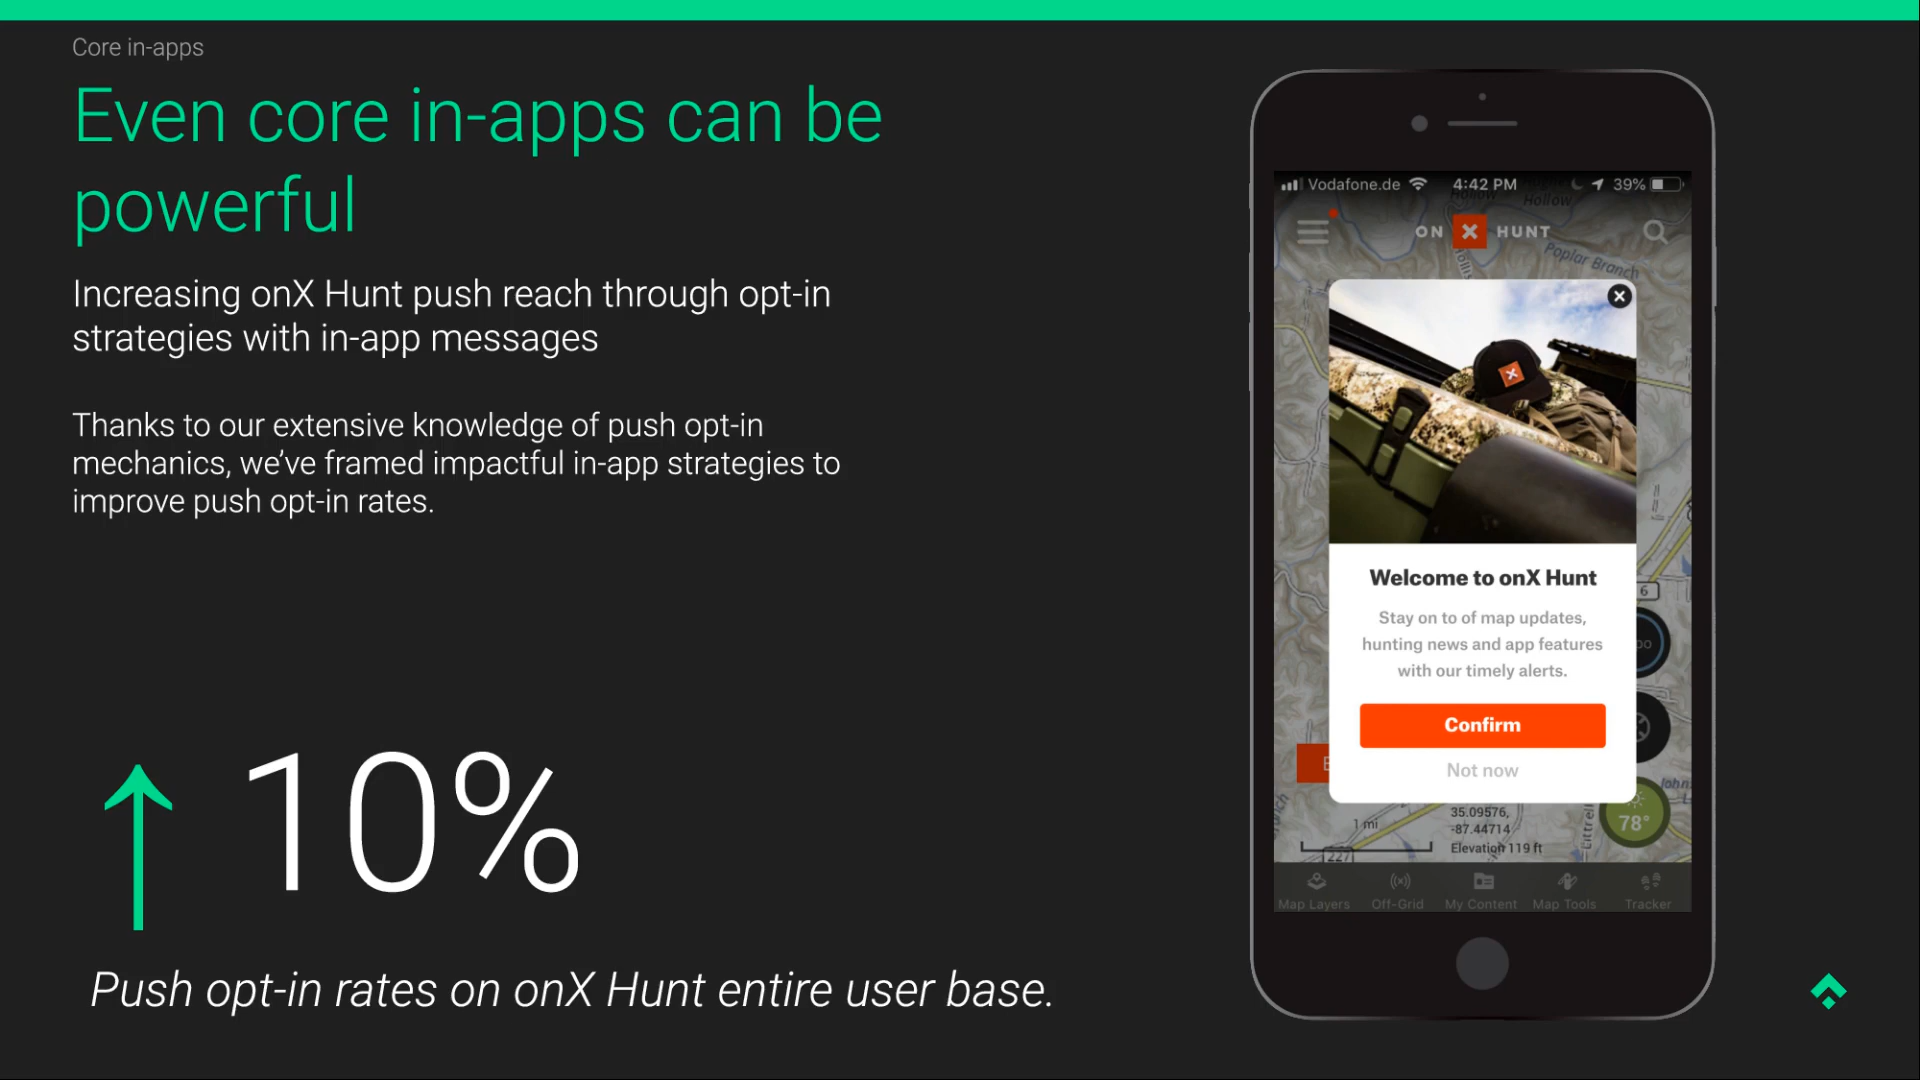 Core in-apps
Even core in-apps can be
powerful
Increasing onX Hunt push reach through opt-in
strategies with in-app messages
Thanks to our extensive knowledge of push opt-in
mechanics, we've framed impactful in-app strategies to
improve push opt-in rates.
10%
Push opt-in rates on onX Hunt entire user base.
Vodafone.de 4:42 PM 39%
Hollow
ON X HUNT
Poplar Branch
Welcome to onX Hunt
Stay on to of map updates,
hunting news and app features
with our timely alerts.
6
Confirm
Not now
1 mi
35.09576,
-87.44714
Elevation 119 ft
78°
227
Map Layers Off-Grid My Content Map Tools Tracker